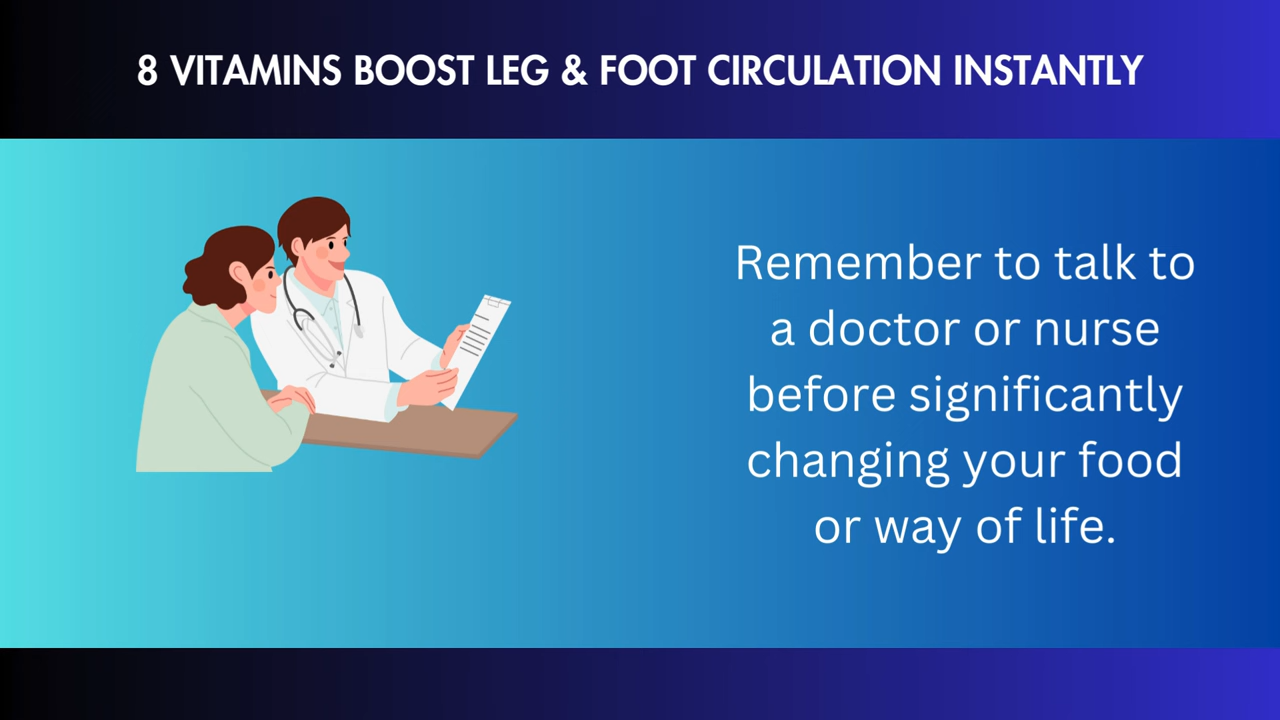 8 VITAMINS BOOST LEG & FOOT CIRCULATION INSTANTLY
Remember to talk to
a doctor or nurse
before significantly
changing your food
or way of life.